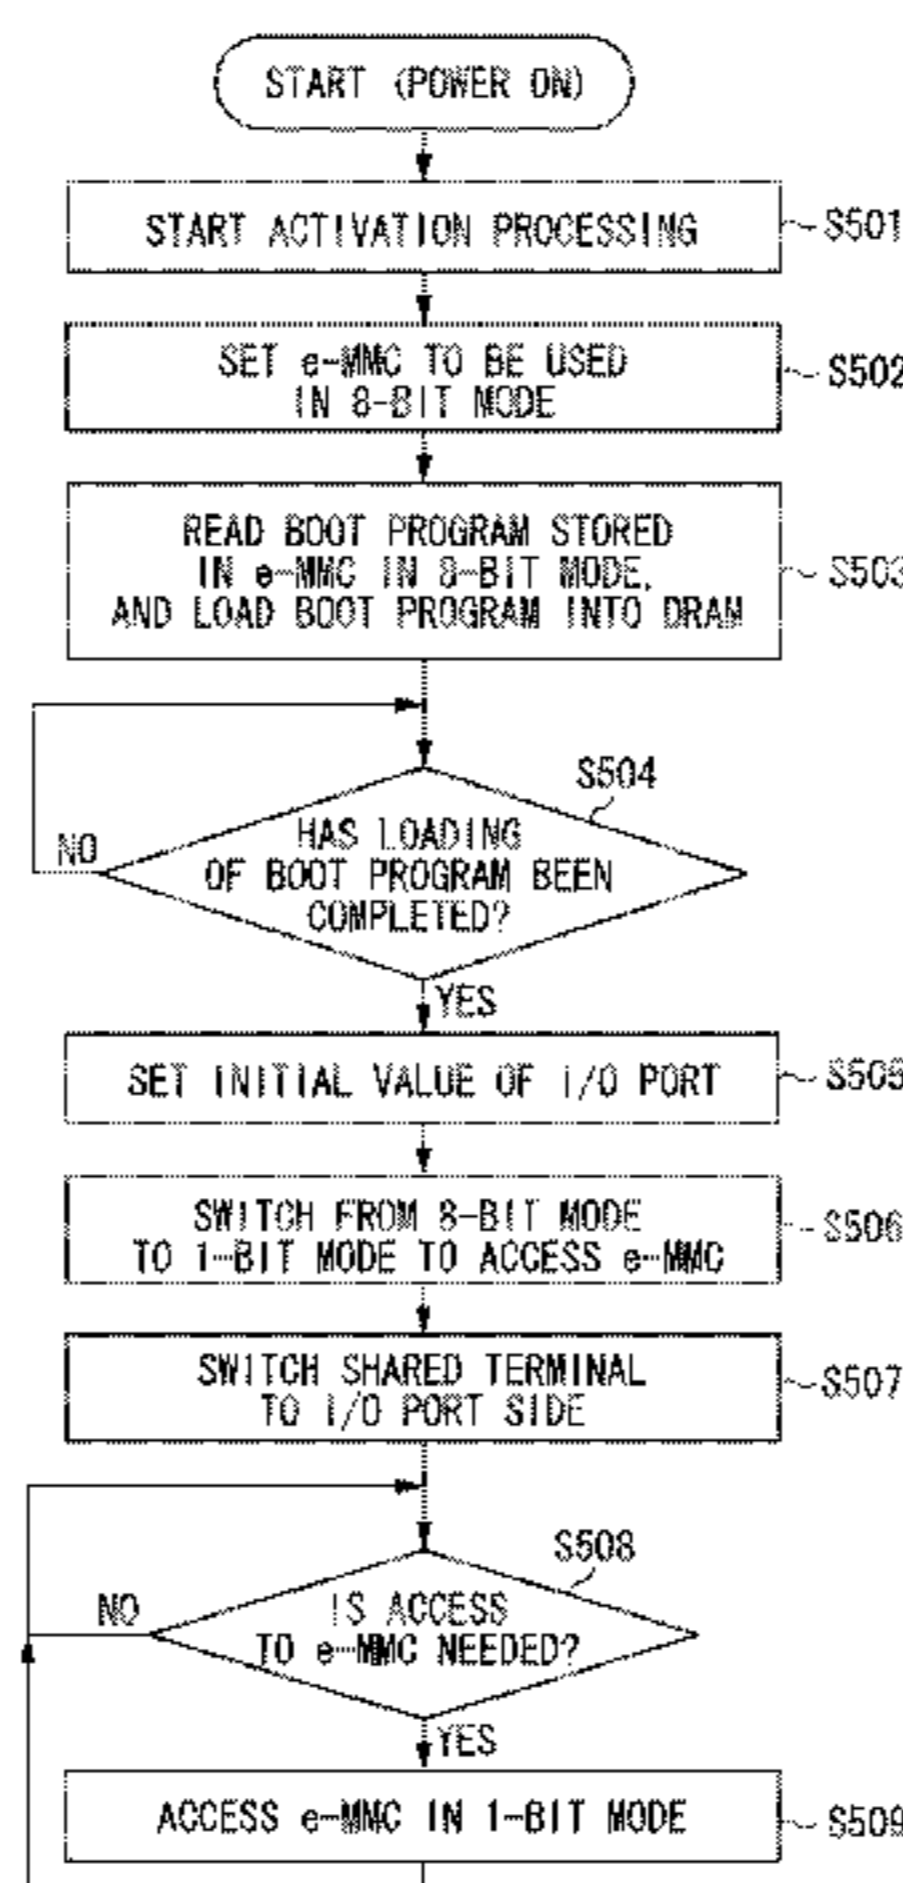 START (POWER ON)
START ACTIVATION PROCESSING
S501
SET e-MMC TO BE USED
IN 8-BIT MODE
S502
READ BOOT PROGRAM STORED
IN e-MMC IN 8-BIT MODE,
AND LOAD BOOT PROGRAM INTO DRAM
S503
S504
HAS LOADING
OF BOOT PROGRAM BEEN
COMPLETED?
NO
YES
SET INITIAL VALUE OF I/O PORT
S505
SWITCH FROM 8-BIT MODE
TO 1-BIT MODE TO ACCESS e-MMC
S506
SWITCH SHARED TERMINAL
TO I/O PORT SIDE
S507
S508
IS ACCESS
TO e-MMC NEEDED?
NO
YES
ACCESS e-MMC IN 1-BIT MODE
S509